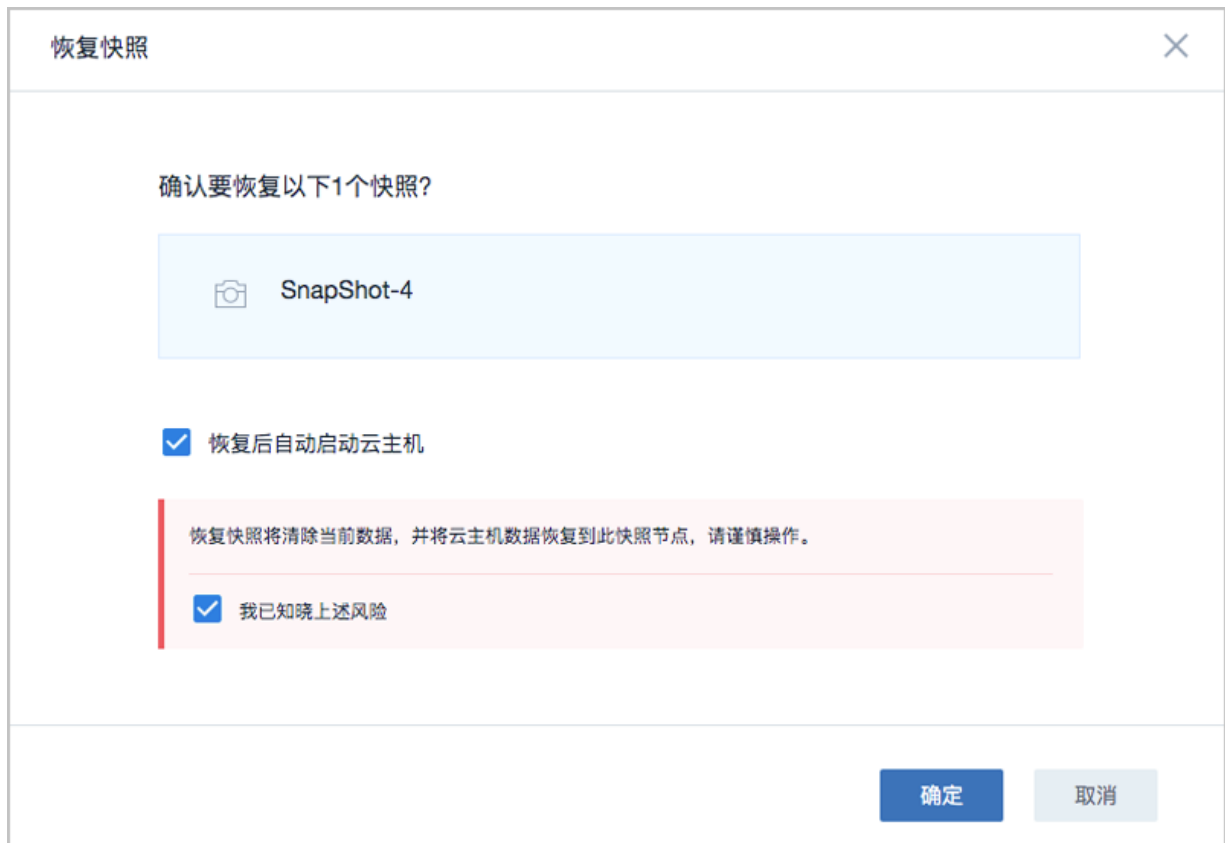 恢复快照
确认要恢复以下1个快照?
SnapShot-4
恢复后自动启动云主机
恢复快照将清除当前数据，并将云主机数据恢复到此快照节点，请谨慎操作。
我已知晓上述风险
确定
取消